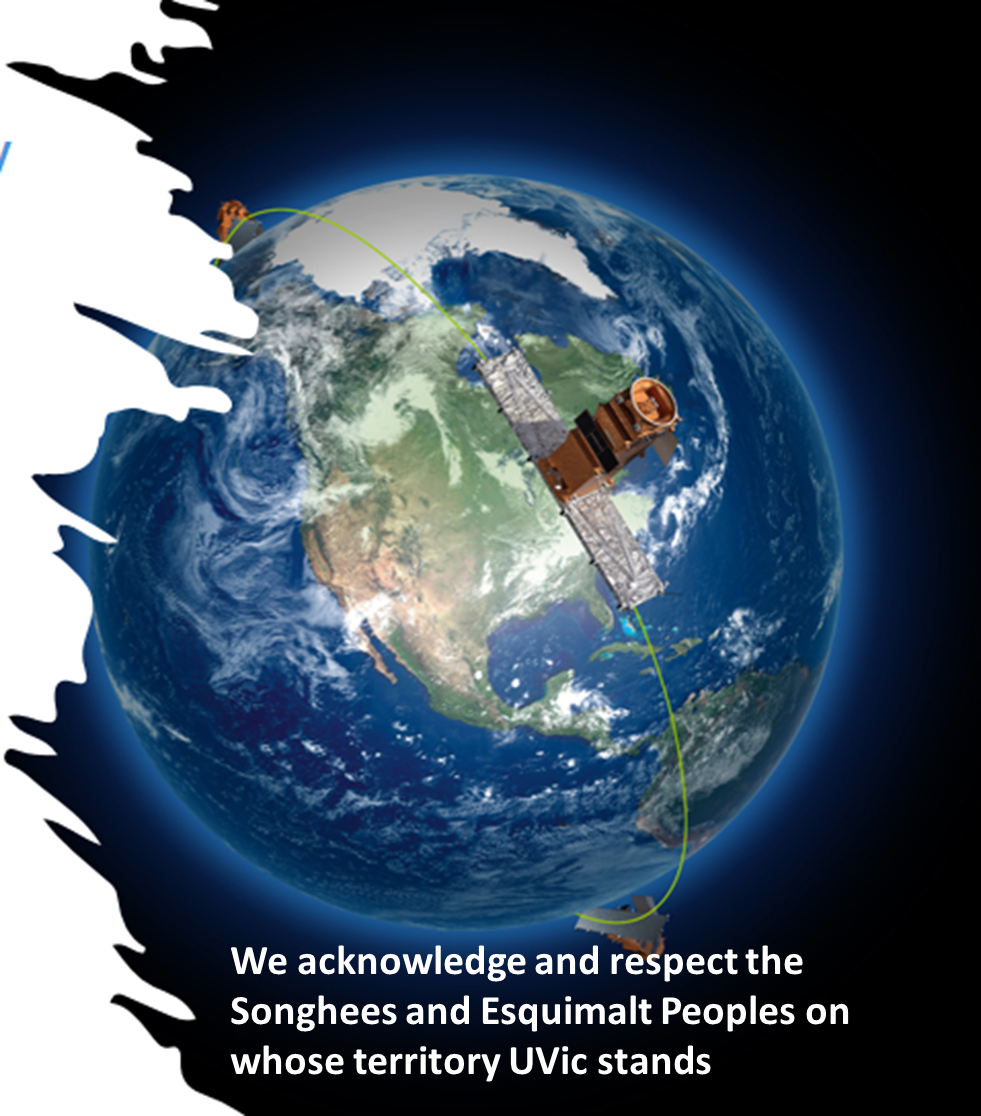 We acknowledge and respect the
Songhees and Esquimalt Peoples on
whose territory UVic stands